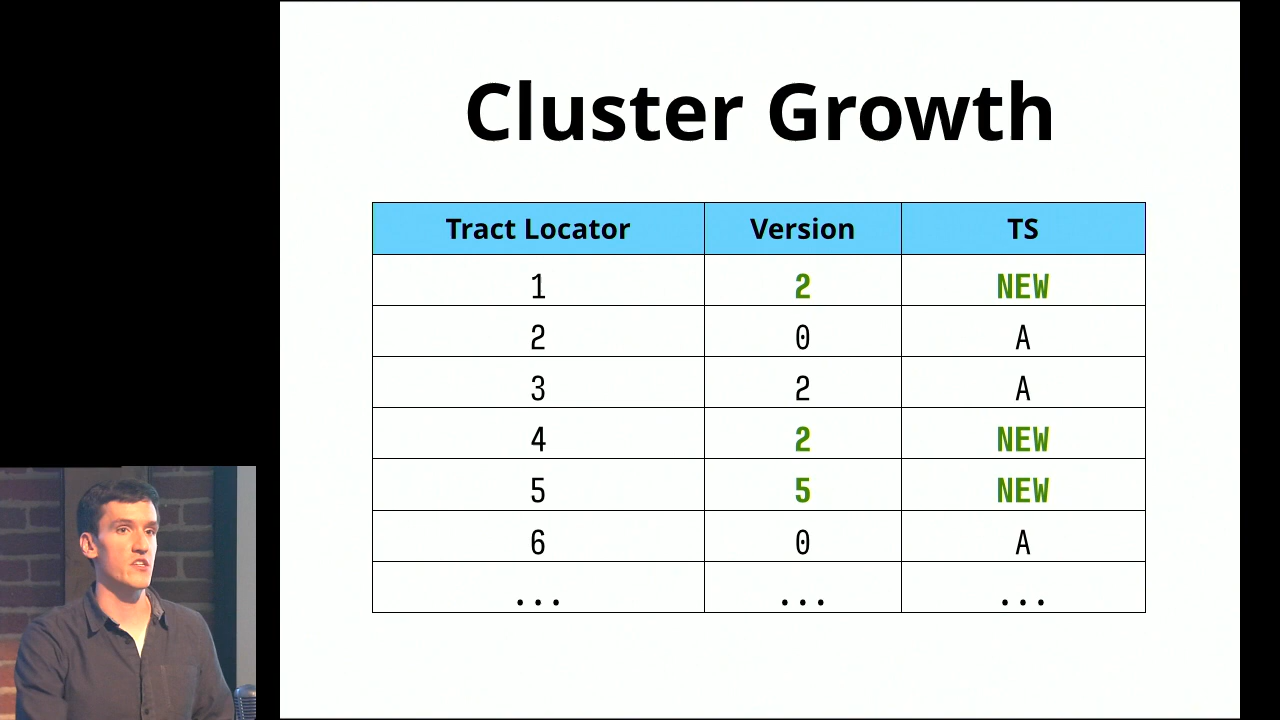 Cluster Growth
Tract Locator Version TS
1 2 NEW
2 0 A
3 2 A
4 2 NEW
5 5 NEW
6 0 A
... ... ...